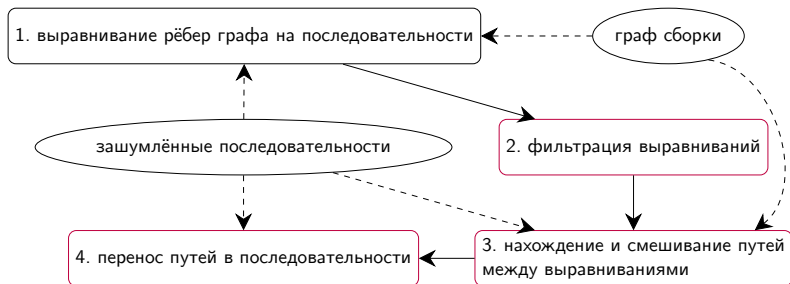 1. выравнивание рёбер графа на последовательности
граф сборки
зашумлённые последовательности
2. фильтрация выравниваний
4. перенос путей в последовательности
3. нахождение и смешивание путей
между выравниваниями